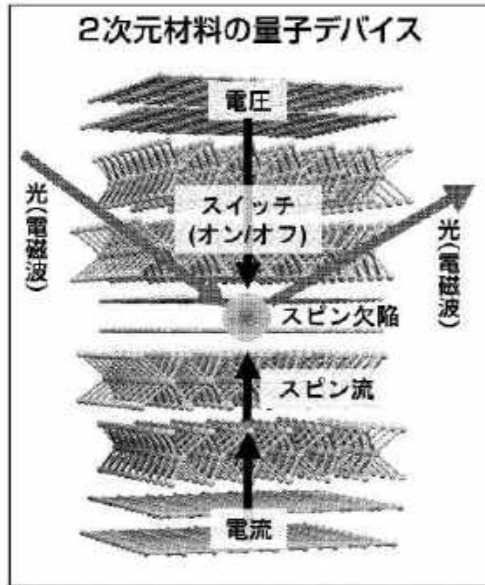 2次元材料の量子デバイス
電圧
光(電磁波)
スイッチ
(オン/オフ)
光(電磁波)
スピン欠陥
スピン流
電流